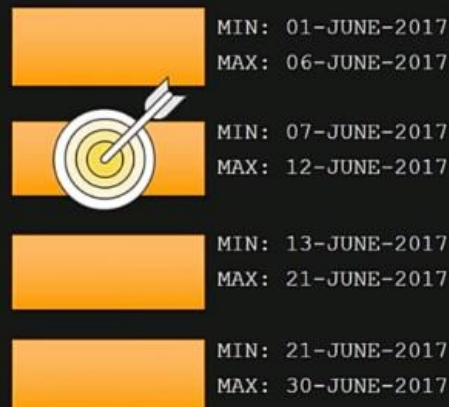 MIN: 01-JUNE-2017
MAX: 06-JUNE-2017
MIN: 07-JUNE-2017
MAX: 12-JUNE-2017
MIN: 13-JUNE-2017
MAX: 21-JUNE-2017
MIN: 21-JUNE-2017
MAX: 30-JUNE-2017